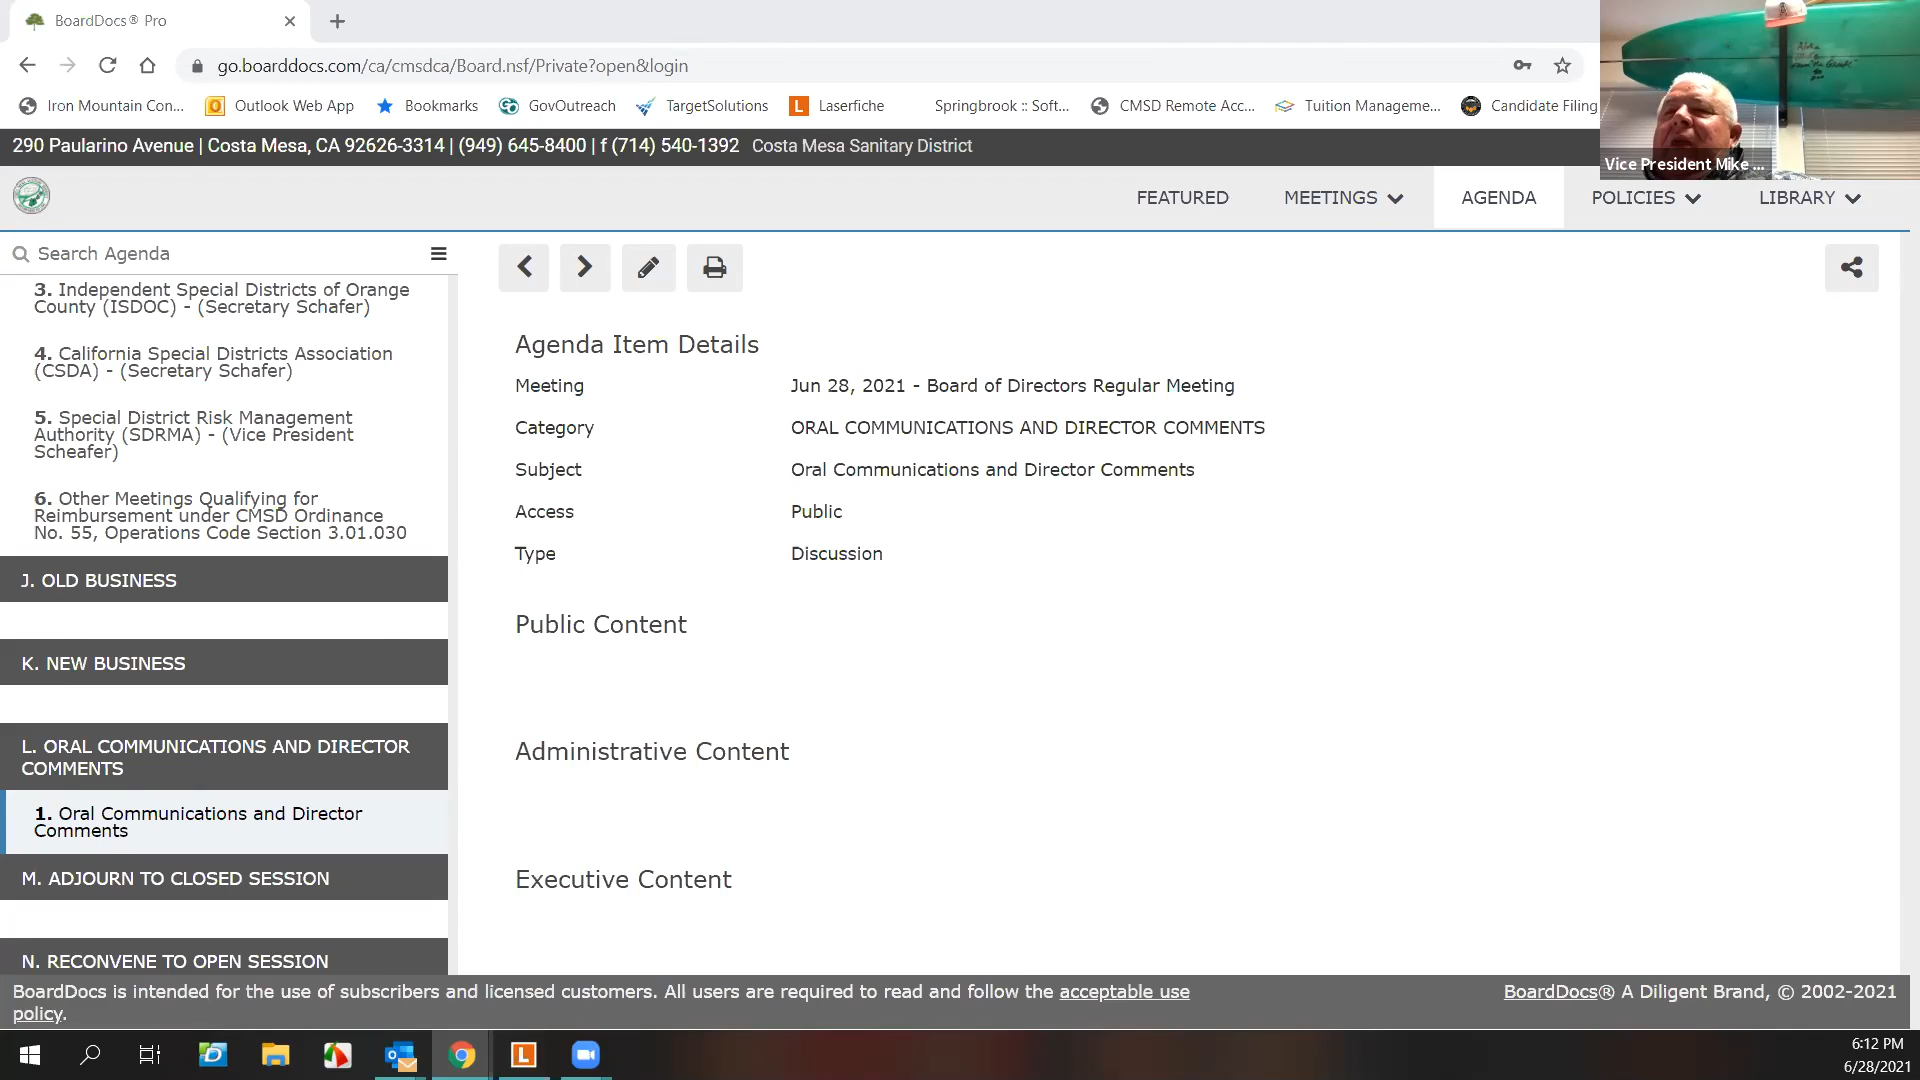 BoardDocs® Pro
go.boarddocs.com/ca/cmsdca/Board.nsf/Private?open&login
Iron Mountain Con...
Outlook Web App
Bookmarks
GovOutreach
TargetSolutions
Laserfiche
Springbrook :: Soft...
CMSD Remote Acc...
Tuition Manageme...
Candidate Filing
Vice President Mike ...
290 Paularino Avenue | Costa Mesa, CA 92626-3314 | (949) 645-8400 | f (714) 540-1392 Costa Mesa Sanitary District
FEATURED
MEETINGS
AGENDA
POLICIES
LIBRARY
Search Agenda
3. Independent Special Districts of Orange
County (ISDOC) - (Secretary Schafer)
4. California Special Districts Association
(CSDA) - (Secretary Schafer)
5. Special District Risk Management
Authority (SDRMA) - (Vice President
Scheafer)
6. Other Meetings Qualifying for
Reimbursement under CMSD Ordinance
No. 55, Operations Code Section 3.01.030
J. OLD BUSINESS
K. NEW BUSINESS
L. ORAL COMMUNICATIONS AND DIRECTOR
COMMENTS
1. Oral Communications and Director
Comments
M. ADJOURN TO CLOSED SESSION
N. RECONVENE TO OPEN SESSION
Agenda Item Details
Meeting Jun 28, 2021 - Board of Directors Regular Meeting
Category ORAL COMMUNICATIONS AND DIRECTOR COMMENTS
Subject Oral Communications and Director Comments
Access Public
Type Discussion
Public Content
Administrative Content
Executive Content
BoardDocs is intended for the use of subscribers and licensed customers. All users are required to read and follow the acceptable use
policy.
BoardDocs® A Diligent Brand, © 2002-2021
6:12 PM
6/28/2021